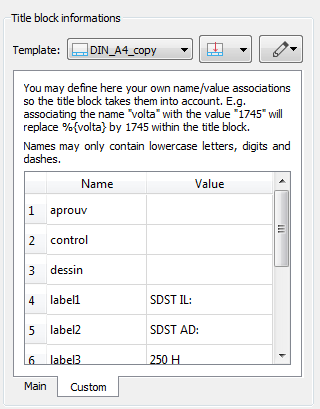 Title block informations
Template: DIN_A4_copy
You may define here your own name/value associations
so the title block takes them into account. E.g.
associating the name "volta" with the value "1745" will
replace %{volta} by 1745 within the title block.
Names may only contain lowercase letters, digits and
dashes.
Name Value
1 aprouv
2 control
3 dessin
4 label1 SDST IL:
5 label2 SDST AD:
6 label3 250 H
Main Custom